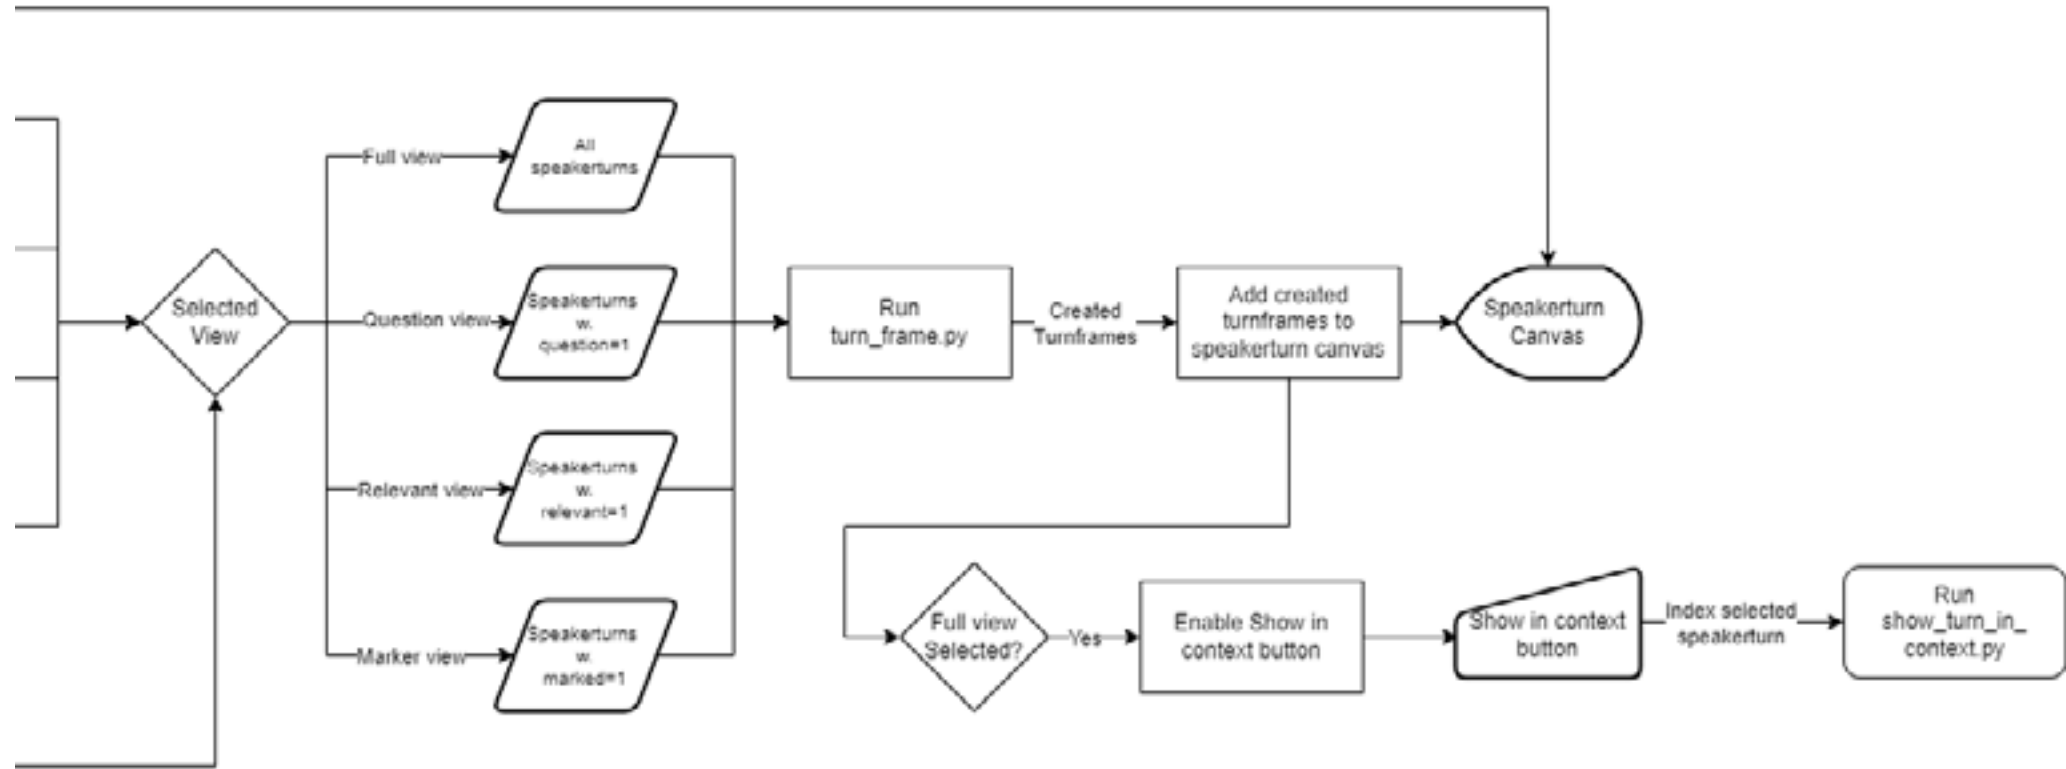 Selected
View
Full view
All
speakerturns
Question view
Speakerturns
w.
question=1
Relevant view
Speakerturns
w.
relevant=1
Marker view
Speakerturns
w.
marked=1
Run
turn_frame.py
Created
Turnframes
Add created
turnframes to
speakerturn canvas
Speakerturn
Canvas
Full view
Selected?
Yes
Enable Show in
context button
Show in context
button
Index selected
speakerturn
Run
show_turn_in_
context.py